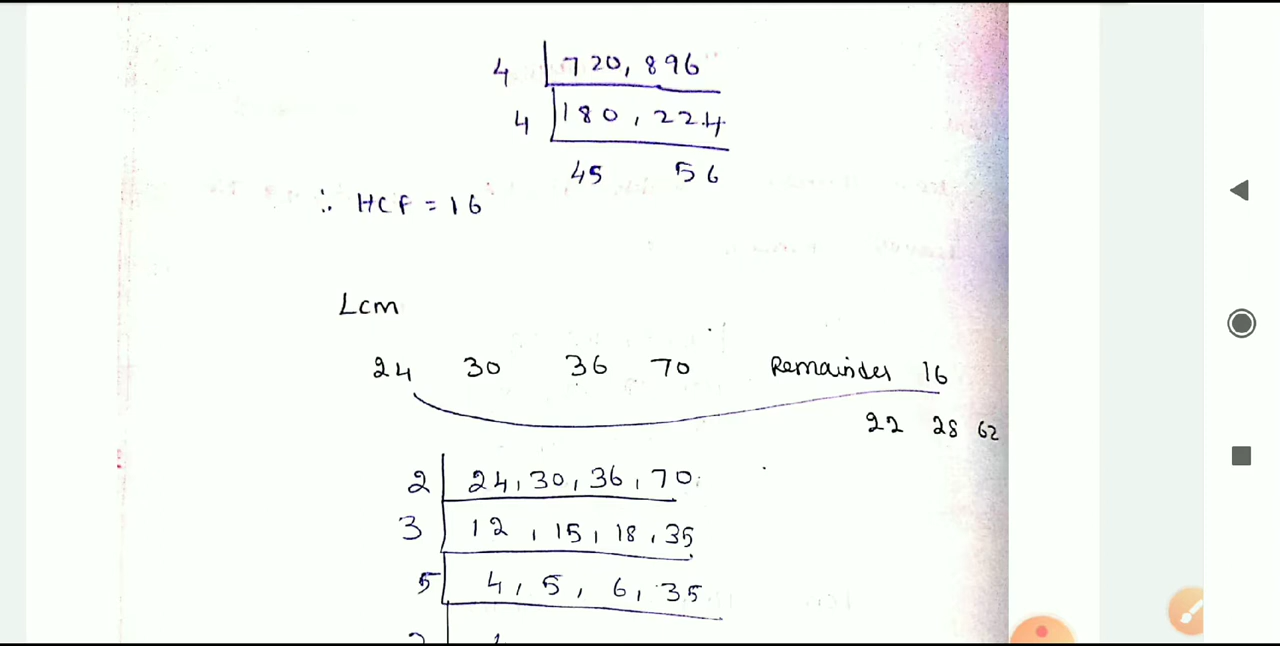 4 720, 896
4 180, 224
45 56
∴ HCF = 16
Lcm
24 30 36 70 Remainder 16
22 28 62
2 24, 30, 36, 70
3 12, 15, 18, 35
5 4, 5, 6, 35